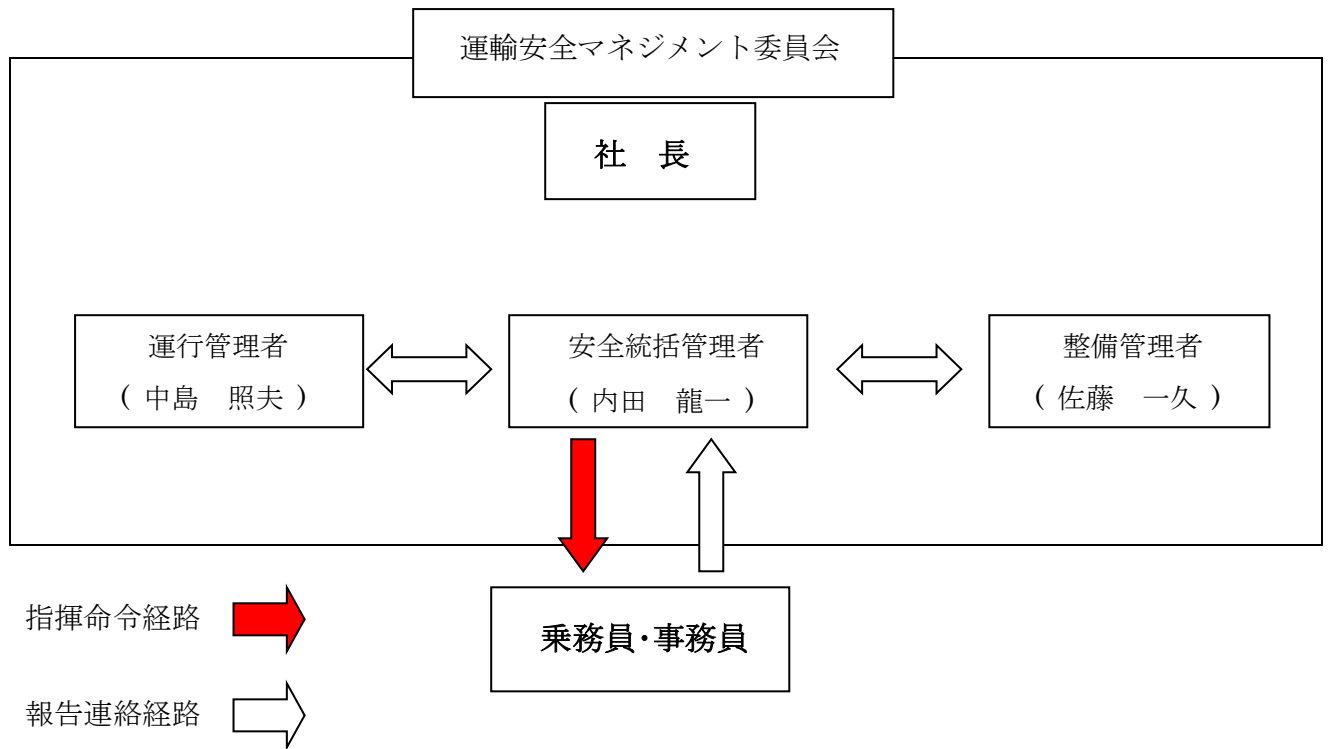 運輸安全マネジメント委員会
社　長
運行管理者
( 中島　照夫 )
安全統括管理者
( 内田　龍一 )
整備管理者
( 佐藤　一久 )
乗務員・事務員
指揮命令経路
報告連絡経路